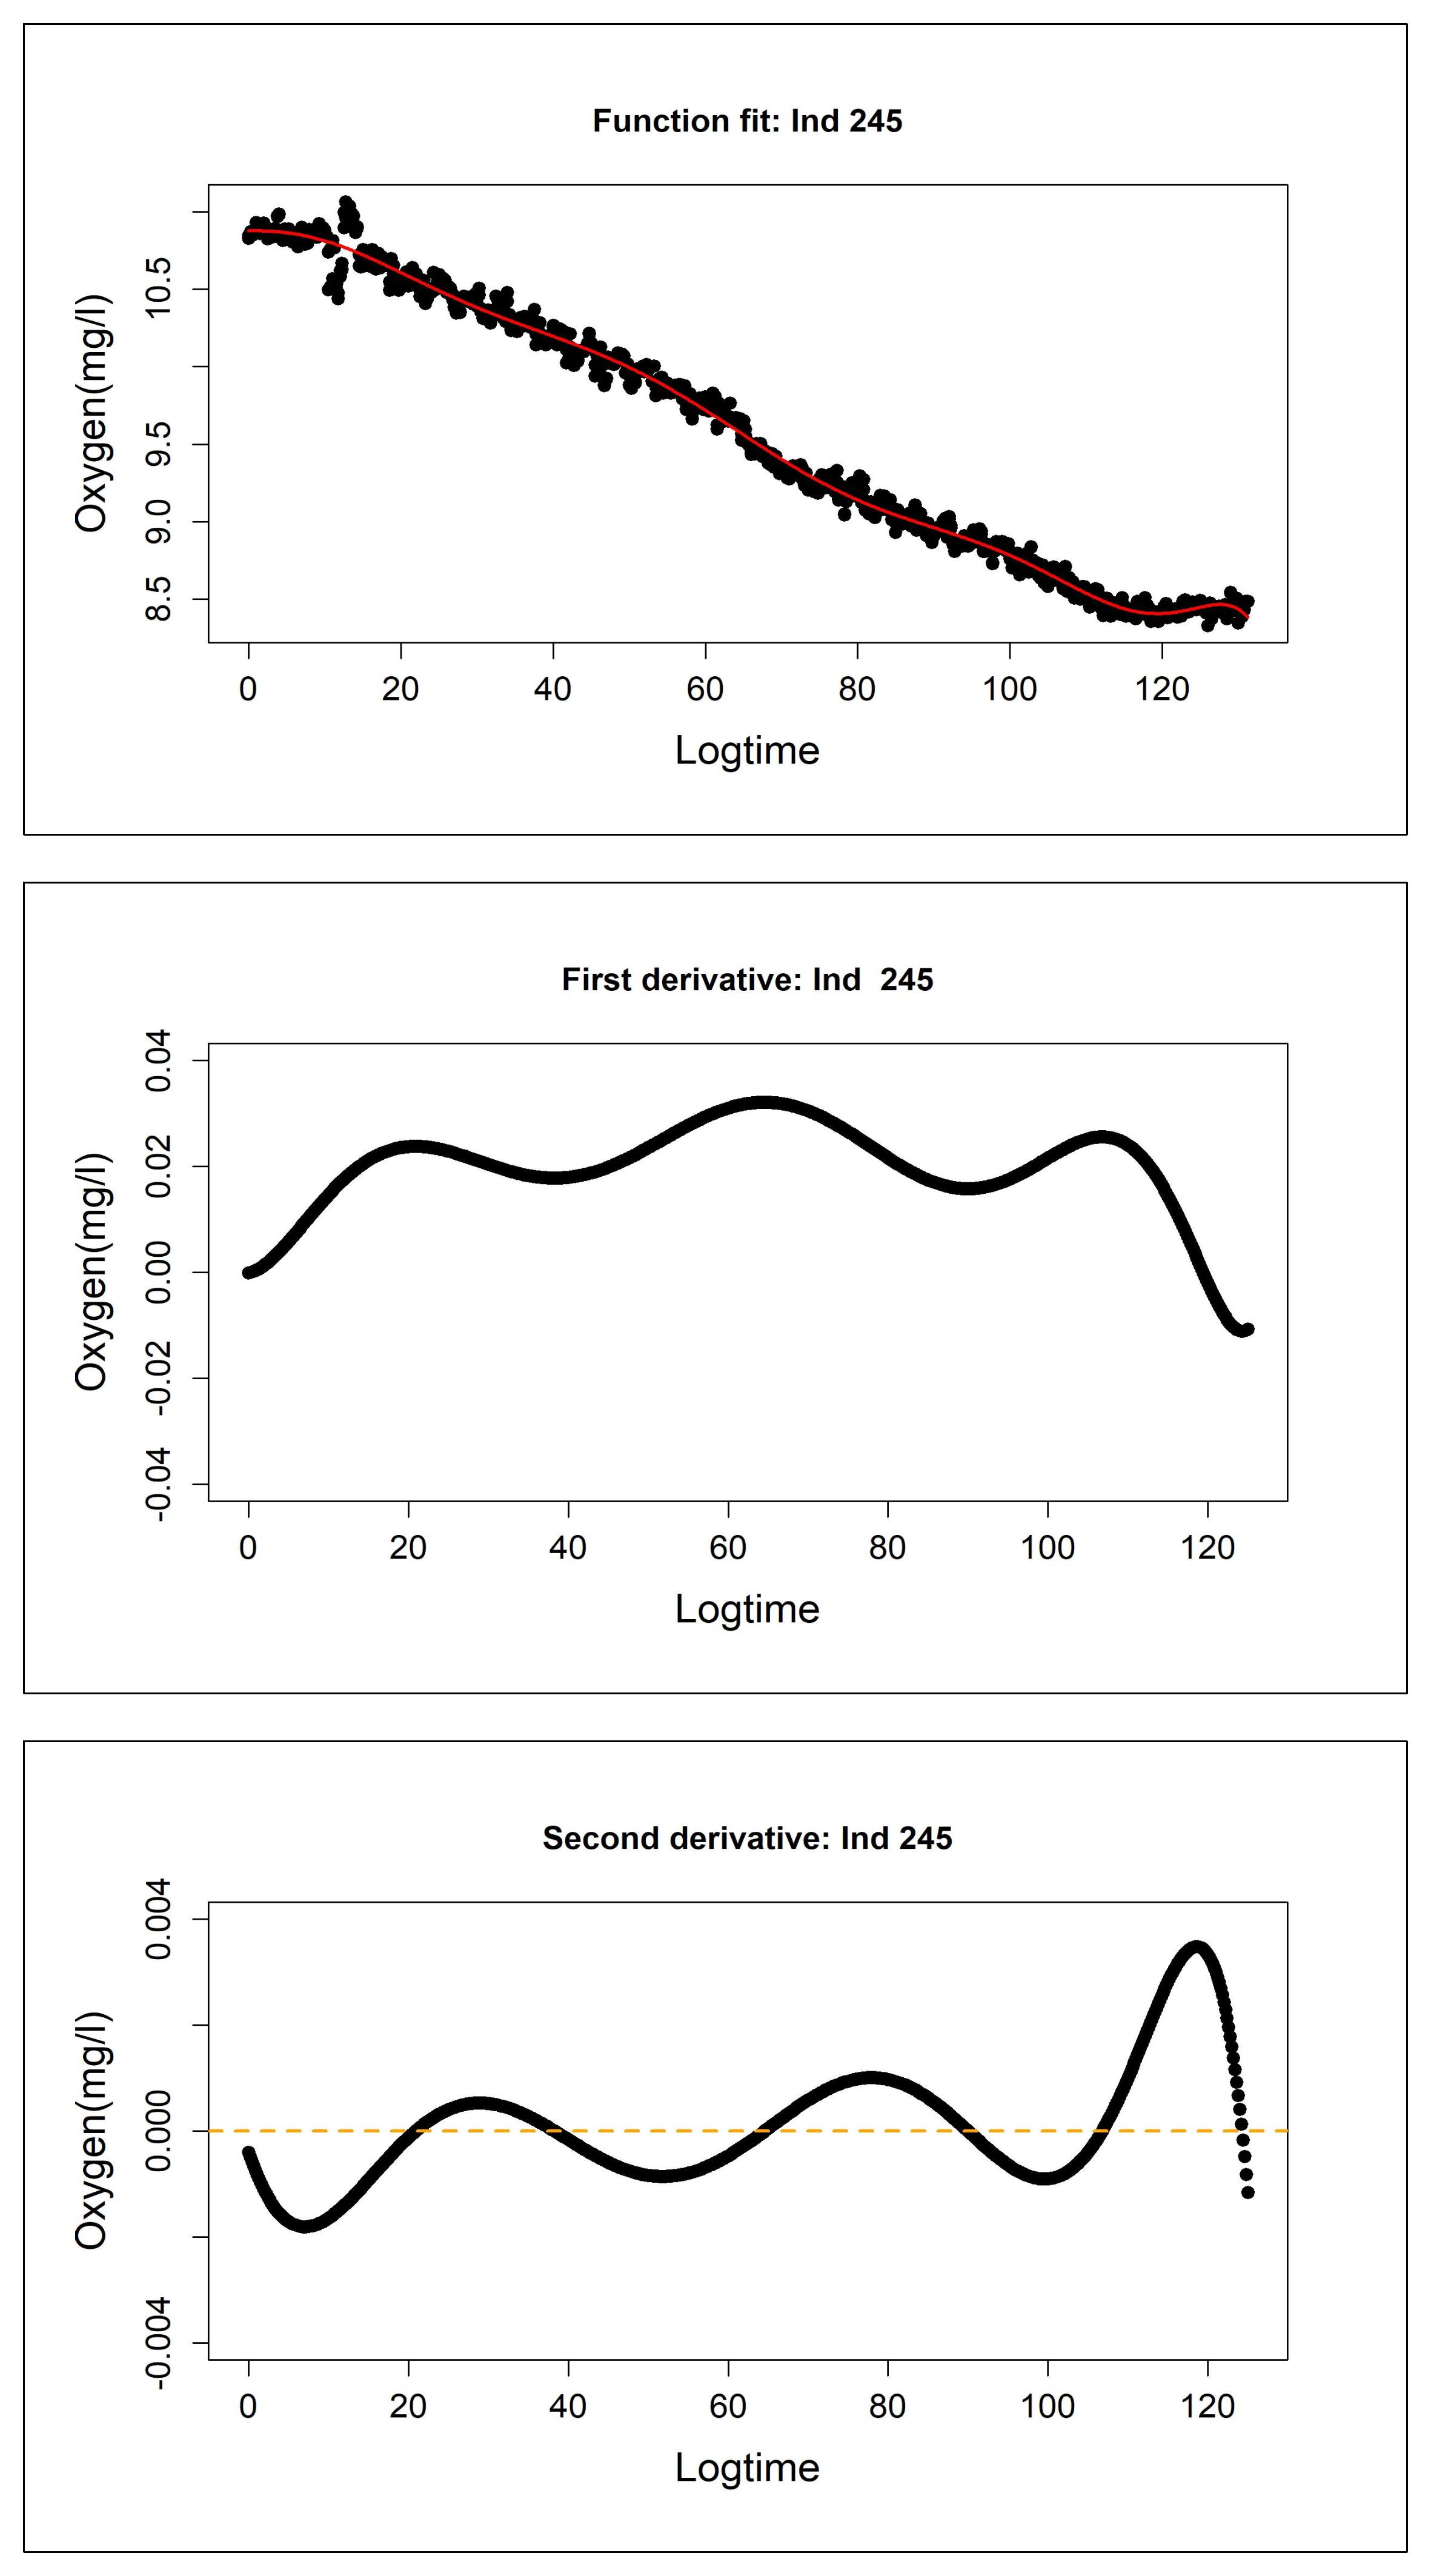 Function fit: Ind 245
Oxygen(mg/l)
10.5
9.5
9.0
8.5
0 20 40 60 80 100 120
Logtime
First derivative: Ind  245
Oxygen(mg/l)
0.04
0.02
0.00
-0.02
-0.04
0 20 40 60 80 100 120
Logtime
Second derivative: Ind 245
Oxygen(mg/l)
0.004
0.000
-0.004
0 20 40 60 80 100 120
Logtime